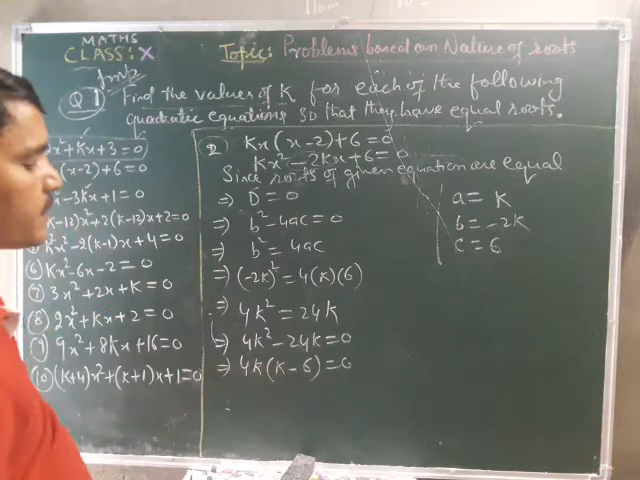 MATHS
CLASS: X
Topic: Problems based on Nature of roots
Imp
Q 1 Find the values of K for each of the following
quadratic equations so that they have equal roots.
x²+Kx+3=0
(x-2)+6=0
x²-3Kx+1=0
K-12)x²+2(K-12)x+2=0
K²x²-2(K-1)x+4=0
(6) Kx²-6x-2=0
(7) 3x²+2x+K=0
(8) 2x²+Kx+2=0
(9) 9x²+8Kx+16=0
(10) (K+4)x²+(K+1)x+1=0
(2) Kx(x-2)+6=0
Kx²-2Kx+6=0
Since roots of given equation are equal
⇒ D=0
⇒ b²-4ac=0
⇒ b²=4ac
⇒ (-2K)²=4(K)(6)
⇒ 4K²=24K
⇒ 4K²-24K=0
⇒ 4K(K-6)=0
a= K
b= -2K
c= 6